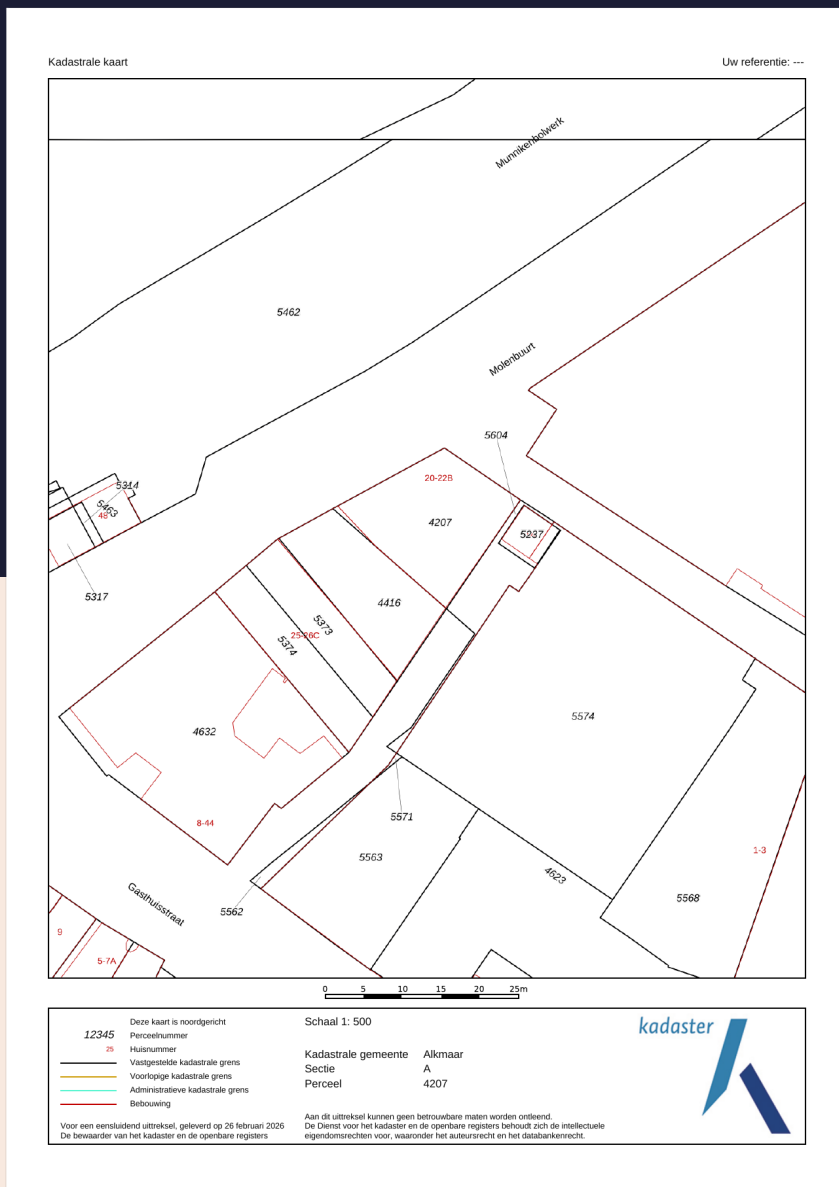 Kadastrale kaart
Uw referentie: ---
Munnikenbolwerk
5462
Molenbuurt
5604
20-22B
4207
5237
5314
5463
48
5317
4416
5373
25-26C
5374
4632
5574
8-44
5571
5563
1-3
4623
5568
Gasthuisstraat
5562
9
5-7A
0 5 10 15 20 25m
12345
25
Deze kaart is noordgericht
Perceelnummer
Huisnummer
Vastgestelde kadastrale grens
Voorlopige kadastrale grens
Administratieve kadastrale grens
Bebouwing
Voor een eensluidend uittreksel, geleverd op 26 februari 2026
De bewaarder van het kadaster en de openbare registers
Schaal 1: 500
Kadastrale gemeente Alkmaar
Sectie A
Perceel 4207
Aan dit uittreksel kunnen geen betrouwbare maten worden ontleend.
De Dienst voor het kadaster en de openbare registers behoudt zich de intellectuele
eigendomsrechten voor, waaronder het auteursrecht en het databankenrecht.
kadaster